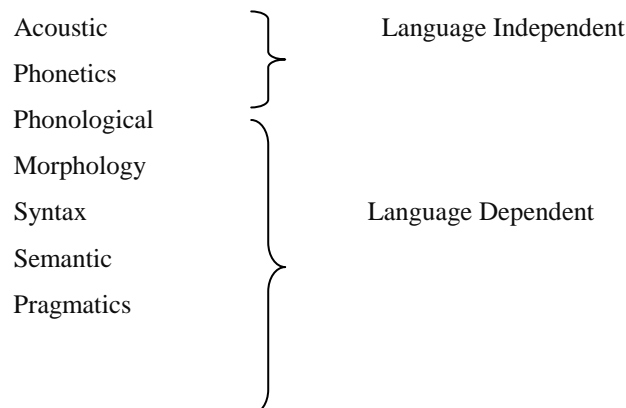 Acoustic Language Independent
Phonetics
Phonological
Morphology
Syntax Language Dependent
Semantic
Pragmatics